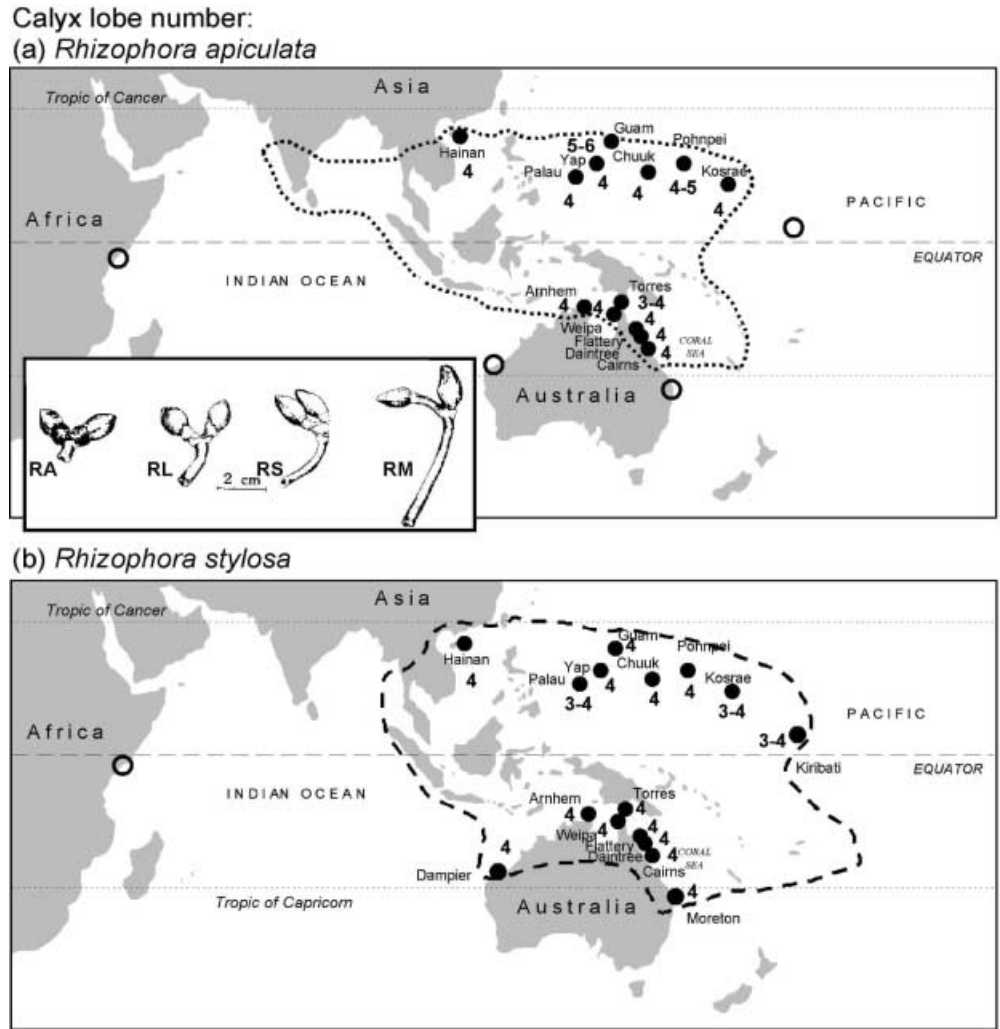 Calyx lobe number:
(a) Rhizophora apiculata
Asia
Tropic of Cancer
Guam
Pohnpei
5-6
Hainan
Yap
Chuuk
4
Palau
Kosrae
4
4-5
4
4
4
Africa
PACIFIC
EQUATOR
INDIAN OCEAN
Arnhem
Torres
4
4
3-4
4
Weipa
Flattery
4
CORAL
SEA
Daintree
4
Cairns
Australia
RA
RL
RS
RM
2 cm
(b) Rhizophora stylosa
Asia
Tropic of Cancer
Guam
4
Pohnpei
Hainan
Yap
Chuuk
4
Palau
Kosrae
3-4
4
4
4
3-4
Africa
PACIFIC
3-4
Kiribati
EQUATOR
INDIAN OCEAN
Arnhem
Torres
4
4
4
4
Weipa
Flattery
4
Daintree
4
CORAL
SEA
4
Cairns
Dampier
4
Tropic of Capricorn
Australia
Moreton